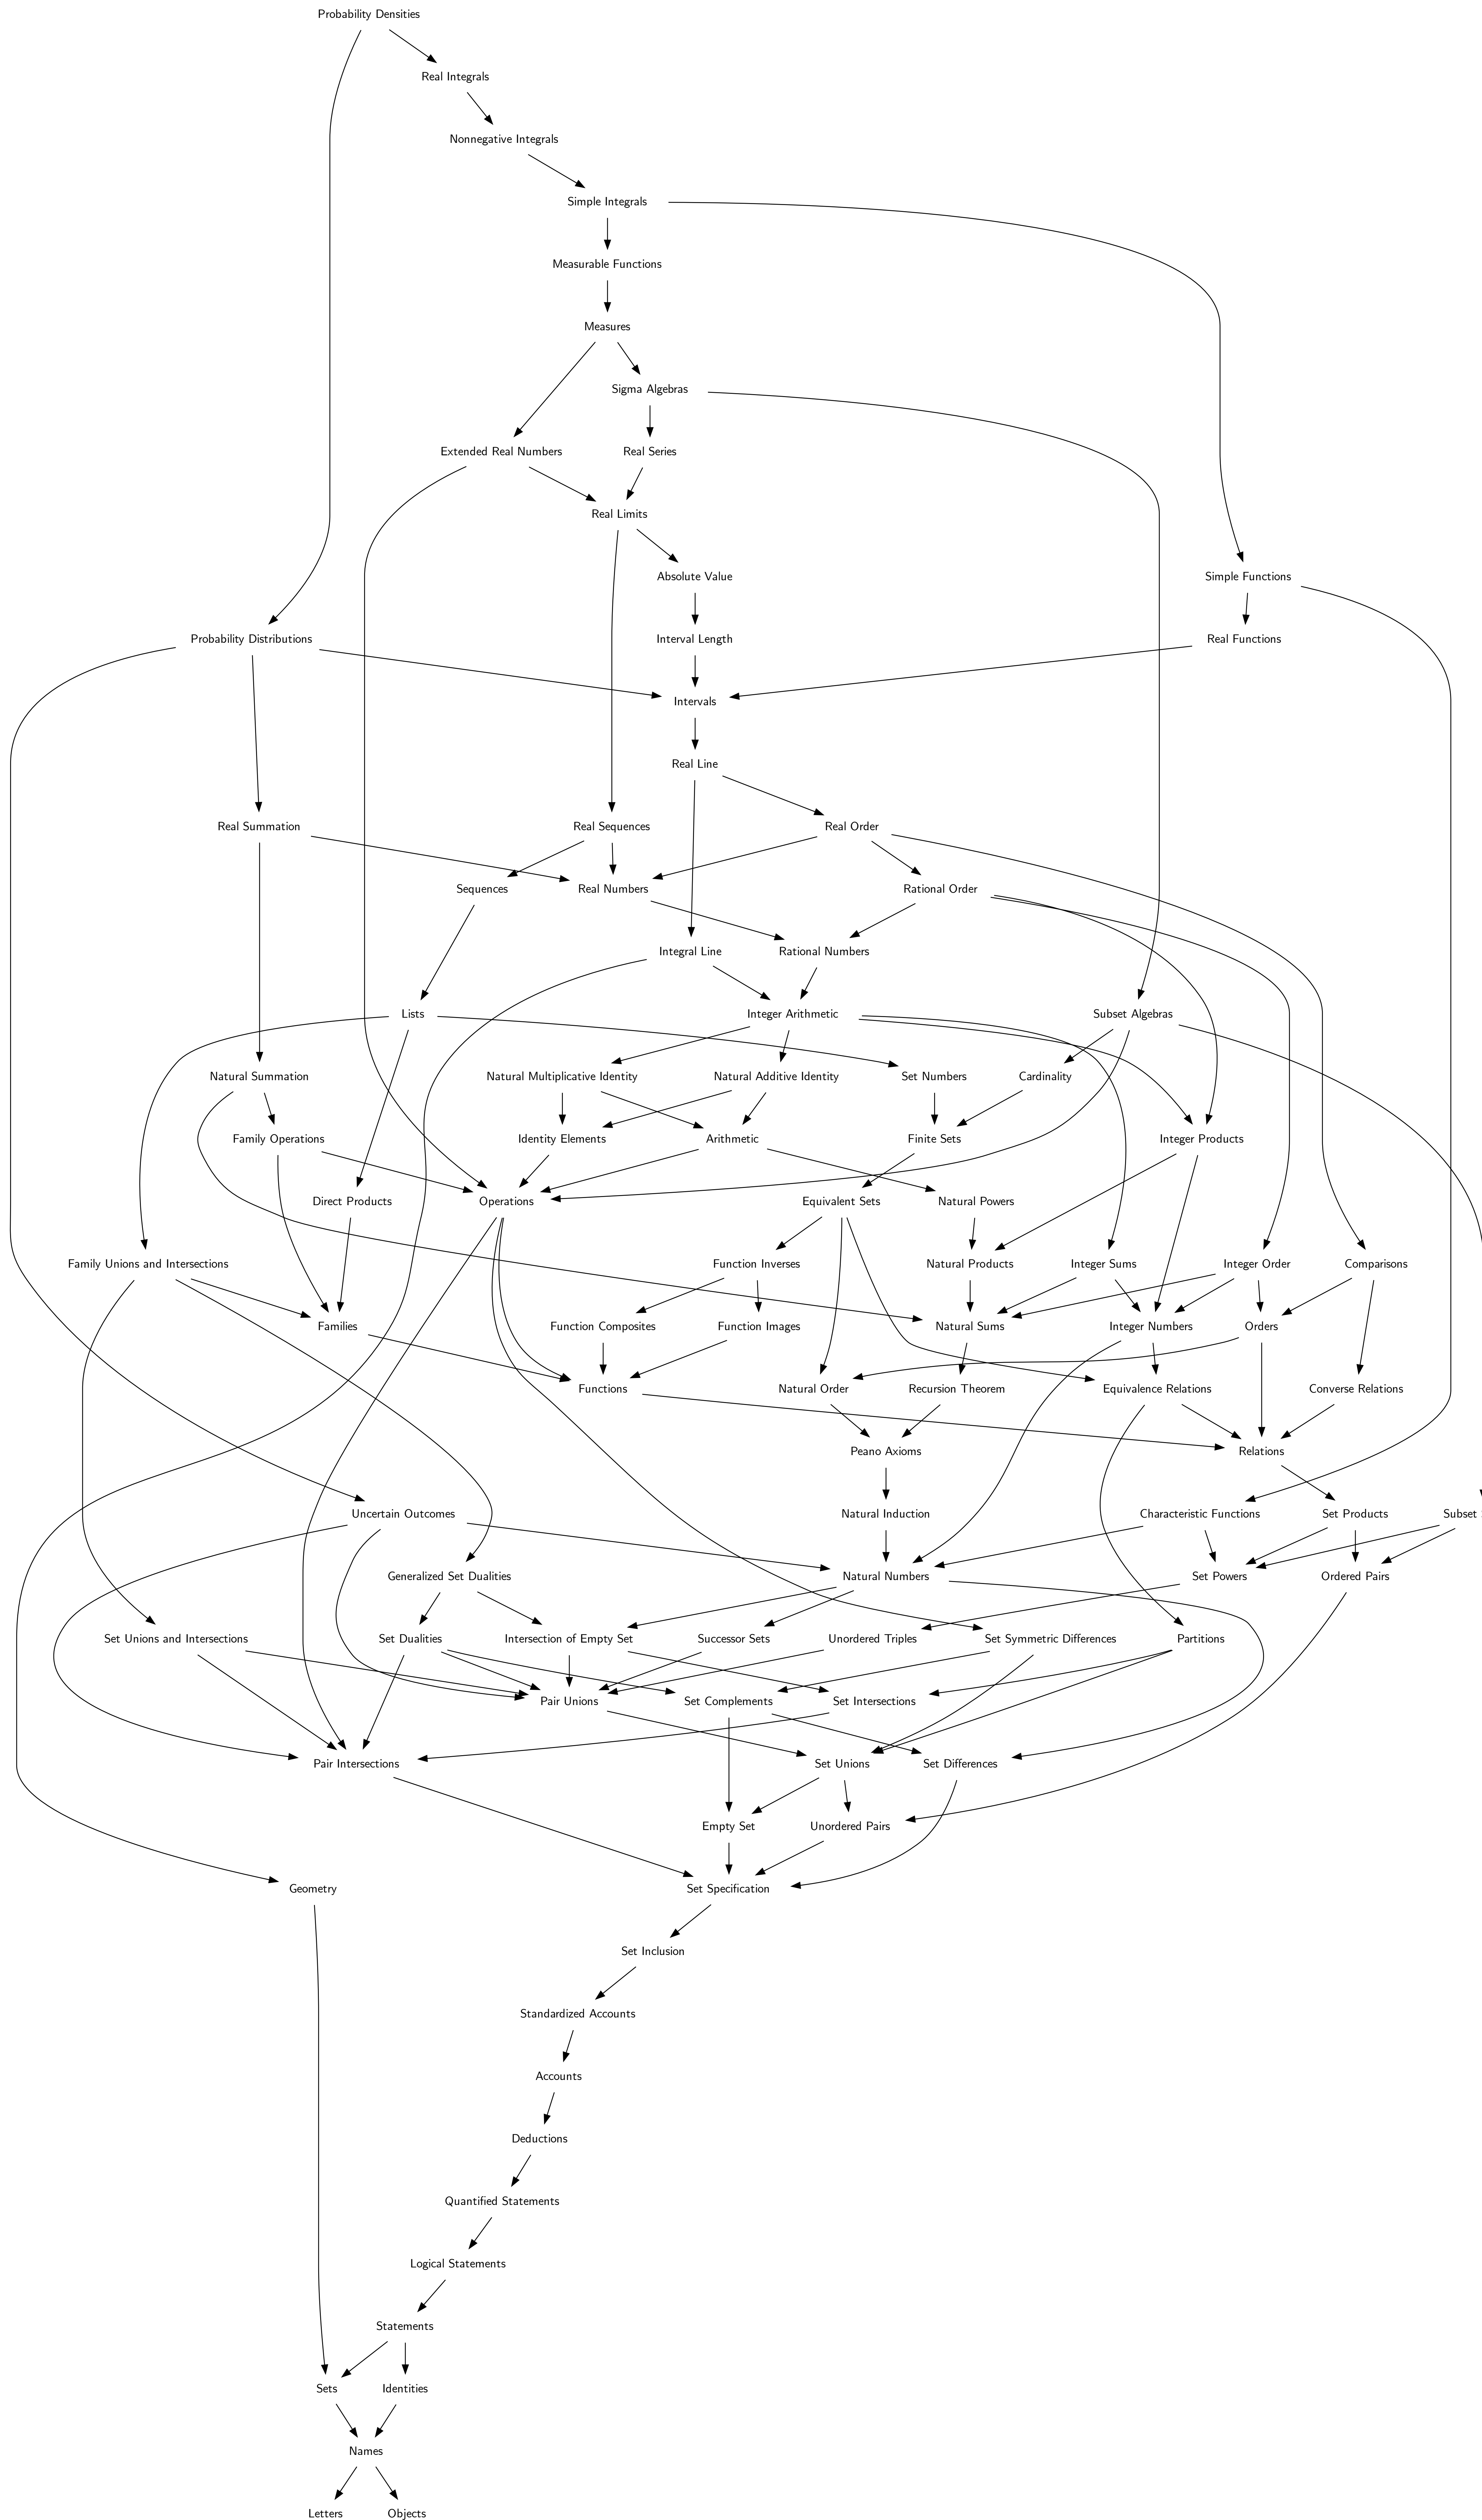 Probability Densities
Real Integrals
Nonnegative Integrals
Simple Integrals
Measurable Functions
Measures
Sigma Algebras
Extended Real Numbers
Real Series
Real Limits
Absolute Value
Simple Functions
Probability Distributions
Interval Length
Real Functions
Intervals
Real Line
Real Summation
Real Sequences
Real Order
Sequences
Real Numbers
Rational Order
Integral Line
Rational Numbers
Lists
Integer Arithmetic
Subset Algebras
Natural Summation
Natural Multiplicative Identity
Natural Additive Identity
Set Numbers
Cardinality
Family Operations
Identity Elements
Arithmetic
Finite Sets
Integer Products
Direct Products
Operations
Equivalent Sets
Natural Powers
Family Unions and Intersections
Function Inverses
Natural Products
Integer Sums
Integer Order
Comparisons
Families
Function Composites
Function Images
Natural Sums
Integer Numbers
Orders
Functions
Natural Order
Recursion Theorem
Equivalence Relations
Converse Relations
Peano Axioms
Relations
Uncertain Outcomes
Natural Induction
Characteristic Functions
Set Products
Subset
Generalized Set Dualities
Natural Numbers
Set Powers
Ordered Pairs
Set Unions and Intersections
Set Dualities
Intersection of Empty Set
Successor Sets
Unordered Triples
Set Symmetric Differences
Partitions
Pair Unions
Set Complements
Set Intersections
Pair Intersections
Set Unions
Set Differences
Empty Set
Unordered Pairs
Geometry
Set Specification
Set Inclusion
Standardized Accounts
Accounts
Deductions
Quantified Statements
Logical Statements
Statements
Sets
Identities
Names
Letters
Objects